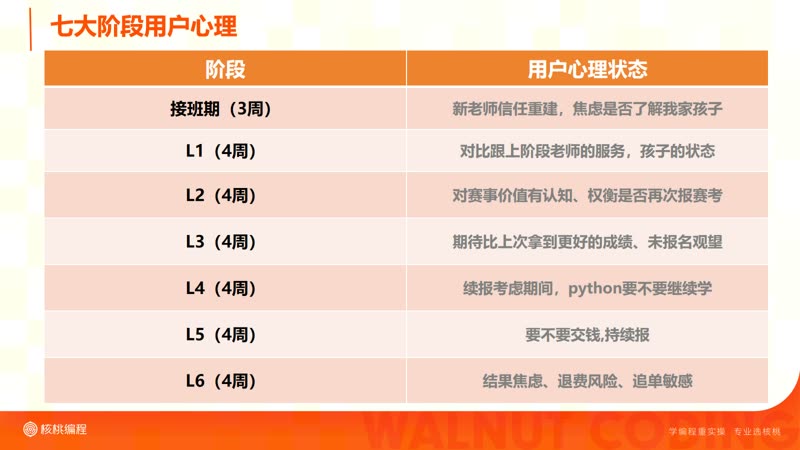 七大阶段用户心理
阶段 用户心理状态
接班期（3周） 新老师信任重建，焦虑是否了解我家孩子
L1（4周） 对比跟上阶段老师的服务，孩子的状态
L2（4周） 对赛事价值有认知、权衡是否再次报赛考
L3（4周） 期待比上次拿到更好的成绩、未报名观望
L4（4周） 续报考虑期间，python要不要继续学
L5（4周） 要不要交钱,持续报
L6（4周） 结果焦虑、退费风险、追单敏感
核桃编程
WALNUT CODING
学编程重实操 专业选核桃